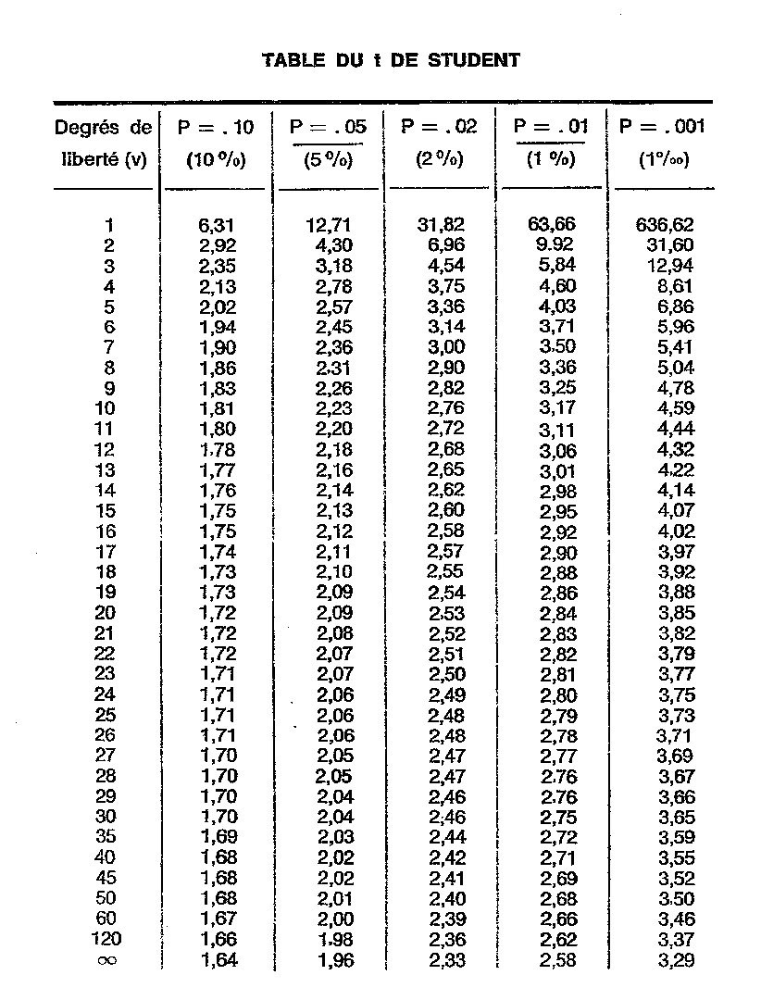 TABLE DU t DE STUDENT
Degrés de liberté (v) P = .10 (10 %) P = .05 (5 %) P = .02 (2 %) P = .01 (1 %) P = .001 (1‰)
1 6,31 12,71 31,82 63,66 636,62
2 2,92 4,30 6,96 9.92 31,60
3 2,35 3,18 4,54 5,84 12,94
4 2,13 2,78 3,75 4,60 8,61
5 2,02 2,57 3,36 4,03 6,86
6 1,94 2,45 3,14 3,71 5,96
7 1,90 2,36 3,00 3.50 5,41
8 1,86 2.31 2,90 3,36 5,04
9 1,83 2,26 2,82 3,25 4,78
10 1,81 2,23 2,76 3,17 4,59
11 1,80 2,20 2,72 3,11 4,44
12 1.78 2,18 2,68 3,06 4,32
13 1,77 2,16 2,65 3,01 4.22
14 1,76 2,14 2,62 2,98 4,14
15 1,75 2,13 2,60 2,95 4,07
16 1,75 2,12 2,58 2,92 4,02
17 1,74 2,11 2,57 2,90 3,97
18 1,73 2,10 2,55 2,88 3,92
19 1,73 2,09 2,54 2,86 3,88
20 1,72 2,09 2.53 2,84 3,85
21 1,72 2,08 2,52 2,83 3,82
22 1,72 2,07 2,51 2,82 3,79
23 1,71 2,07 2,50 2,81 3,77
24 1,71 2,06 2,49 2,80 3,75
25 1,71 2,06 2,48 2,79 3,73
26 1,71 2,06 2,48 2,78 3,71
27 1,70 2,05 2,47 2,77 3,69
28 1,70 2,05 2,47 2.76 3,67
29 1,70 2,04 2,46 2.76 3,66
30 1,70 2,04 2,46 2,75 3,65
35 1,69 2,03 2,44 2,72 3,59
40 1,68 2,02 2,42 2,71 3,55
45 1,68 2,02 2,41 2,69 3,52
50 1,68 2,01 2,40 2,68 3.50
60 1,67 2,00 2,39 2,66 3,46
120 1,66 1.98 2,36 2,62 3,37
∞ 1,64 1,96 2,33 2,58 3,29